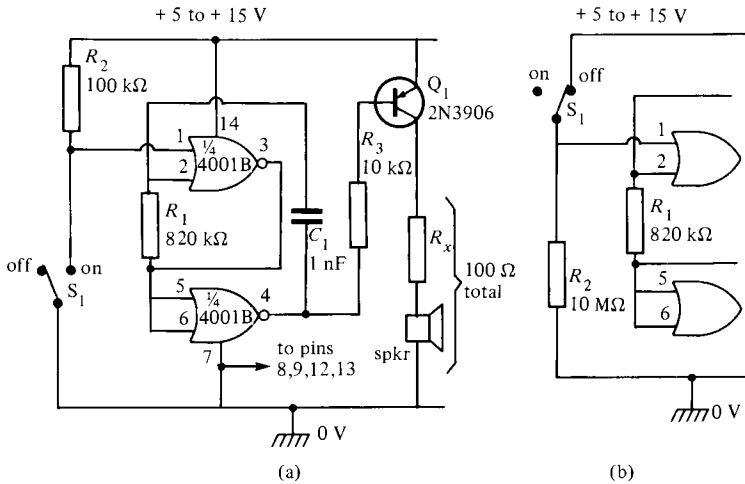 + 5 to + 15 V
R2
100 kΩ
14
1
2
¼
4001B
3
R1
820 kΩ
C1
1 nF
off
on
S1
5
6
¼
4001B
4
7
to pins
8,9,12,13
Q1
2N3906
R3
10 kΩ
Rx
100 Ω
total
spkr
0 V
(a)
+ 5 to + 15 V
on
off
S1
1
2
R1
820 kΩ
R2
10 MΩ
5
6
0 V
(b)